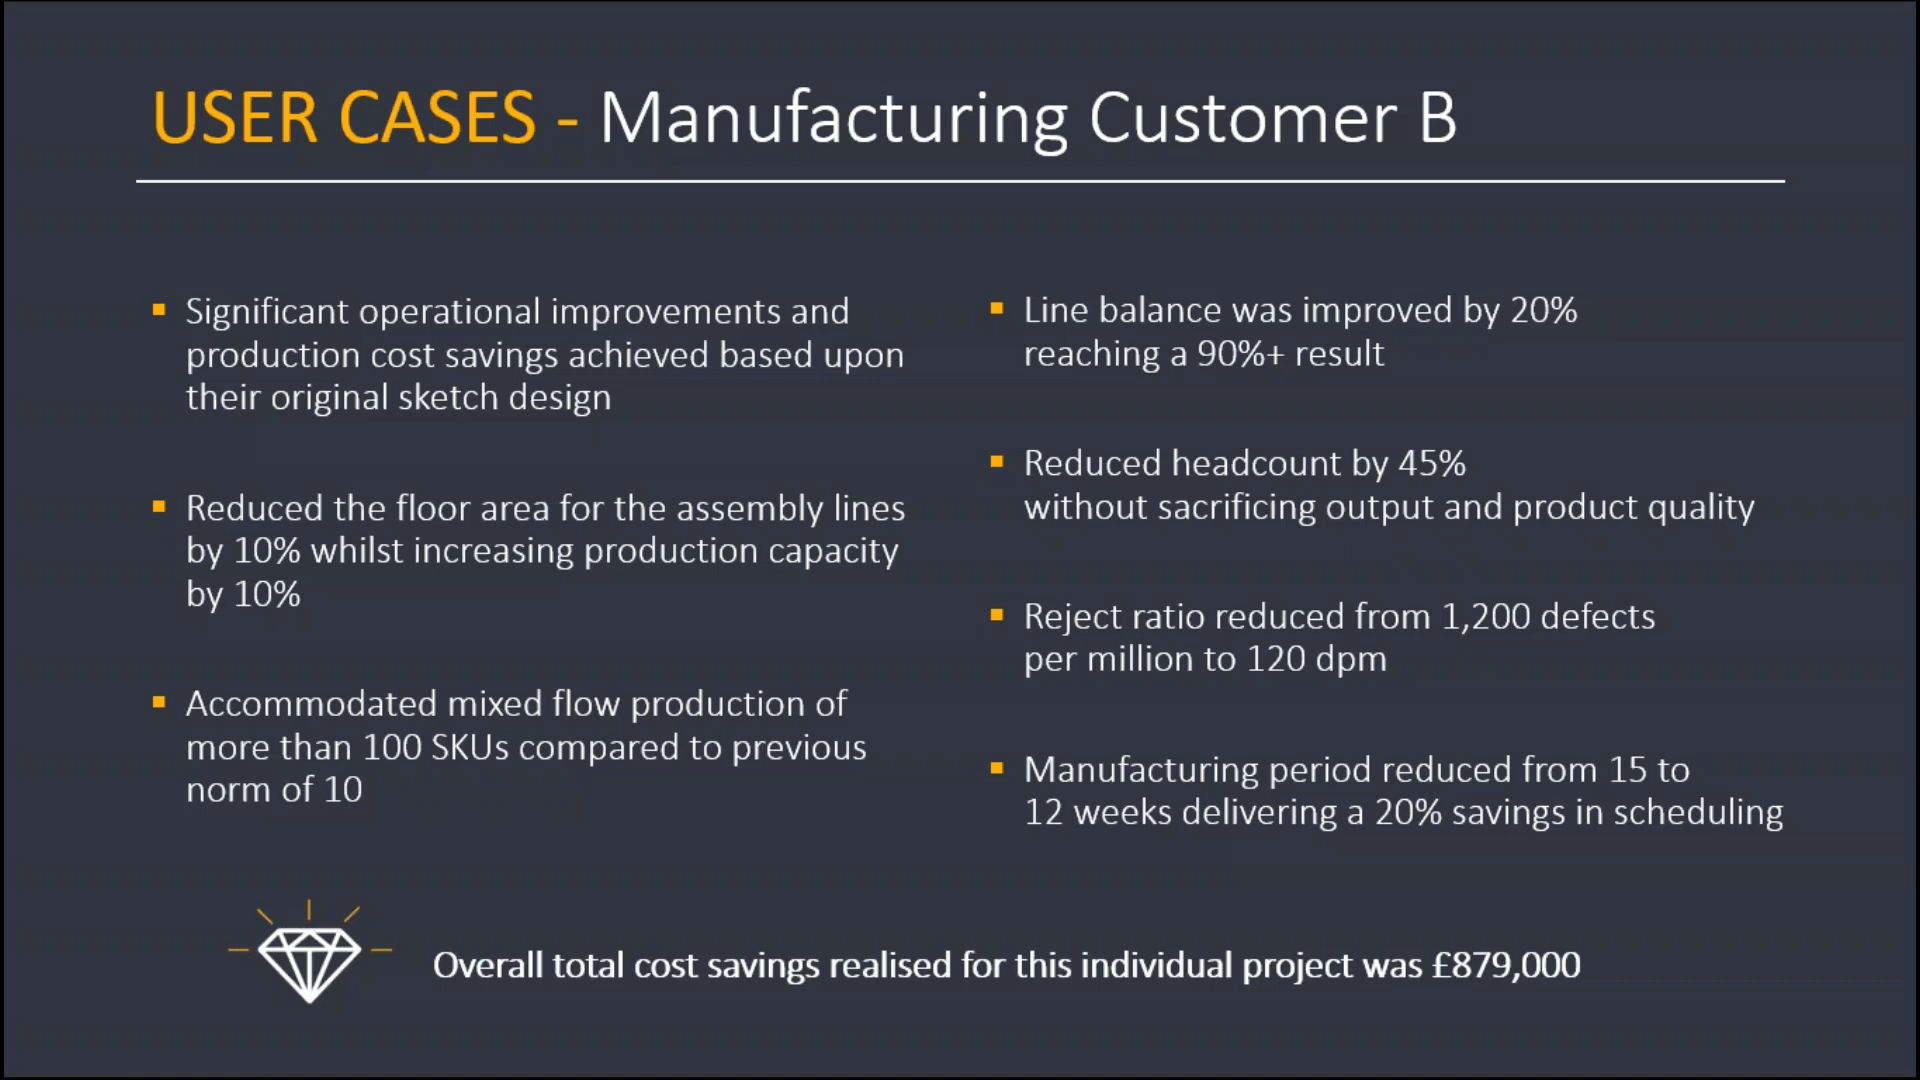 USER CASES - Manufacturing Customer B
Significant operational improvements and
production cost savings achieved based upon
their original sketch design
Reduced the floor area for the assembly lines
by 10% whilst increasing production capacity
by 10%
Accommodated mixed flow production of
more than 100 SKUs compared to previous
norm of 10
Line balance was improved by 20%
reaching a 90%+ result
Reduced headcount by 45%
without sacrificing output and product quality
Reject ratio reduced from 1,200 defects
per million to 120 dpm
Manufacturing period reduced from 15 to
12 weeks delivering a 20% savings in scheduling
Overall total cost savings realised for this individual project was £879,000